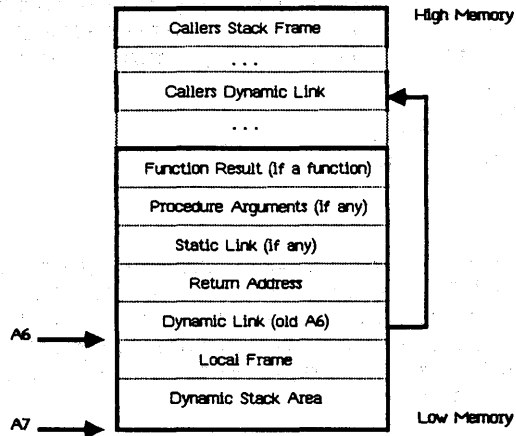 High Memory
Callers Stack Frame
...
Callers Dynamic Link
...
Function Result (if a function)
Procedure Arguments (if any)
Static Link (if any)
Return Address
Dynamic Link (old A6)
A6
Local Frame
Dynamic Stack Area
A7
Low Memory